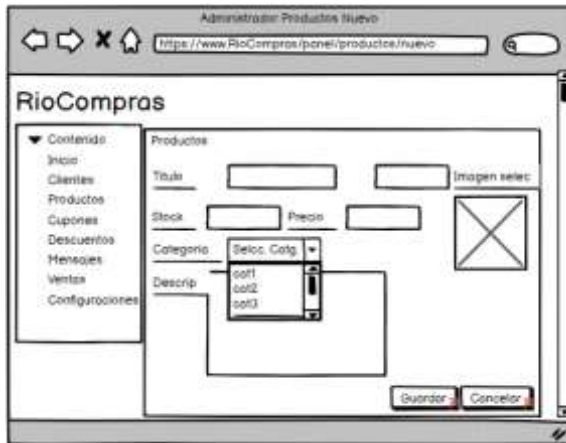 Administrador Productos Nuevo
https://www.RioCompras/panel/productos/nuevo
RioCompras
Contenido
Inicio
Clientes
Productos
Cupones
Descuentos
Mensajes
Ventas
Configuraciones
Productos
Titulo
Imagen selec
Stock
Precio
Categoria
Selcc. Catg.
cat1
cat2
cat3
Descrip
Guardar
Cancelar